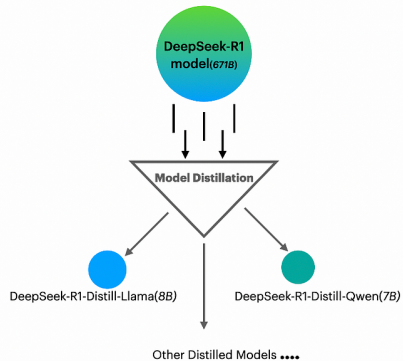 DeepSeek-R1
model(671B)
Model Distillation
DeepSeek-R1-Distill-Llama(8B)
DeepSeek-R1-Distill-Qwen(7B)
Other Distilled Models ....